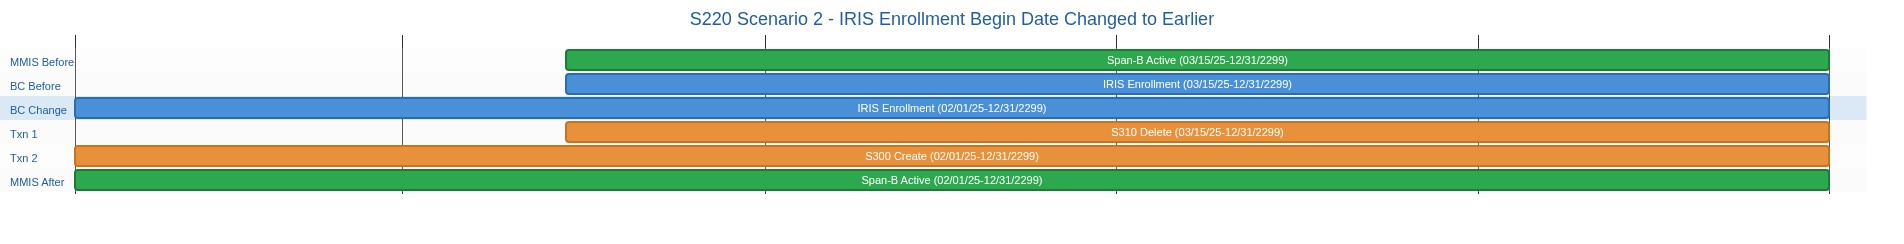 S220 Scenario 2 - IRIS Enrollment Begin Date Changed to Earlier
MMIS Before Span-B Active (03/15/25-12/31/2299)
BC Before IRIS Enrollment (03/15/25-12/31/2299)
BC Change IRIS Enrollment (02/01/25-12/31/2299)
Txn 1 S310 Delete (03/15/25-12/31/2299)
Txn 2 S300 Create (02/01/25-12/31/2299)
MMIS After Span-B Active (02/01/25-12/31/2299)